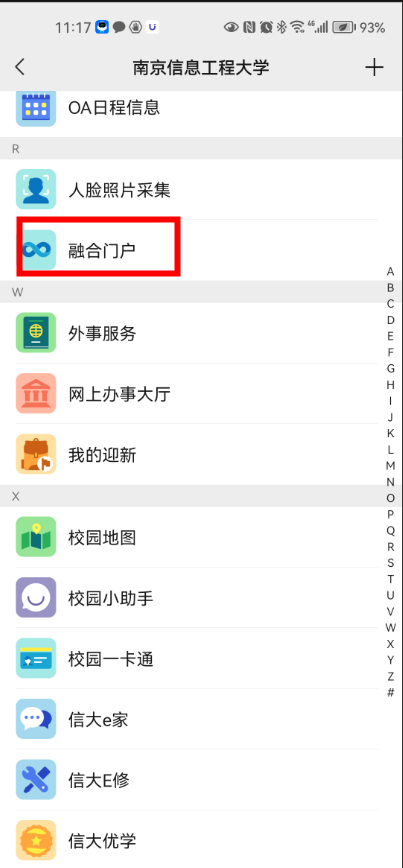 11:17
93%
南京信息工程大学
OA日程信息
R
人脸照片采集
融合门户
W
外事服务
网上办事大厅
我的迎新
X
校园地图
校园小助手
校园一卡通
信大e家
信大E修
信大优学
A
B
C
D
E
F
G
H
I
J
K
L
M
N
O
P
Q
R
S
T
U
V
W
X
Y
Z
#